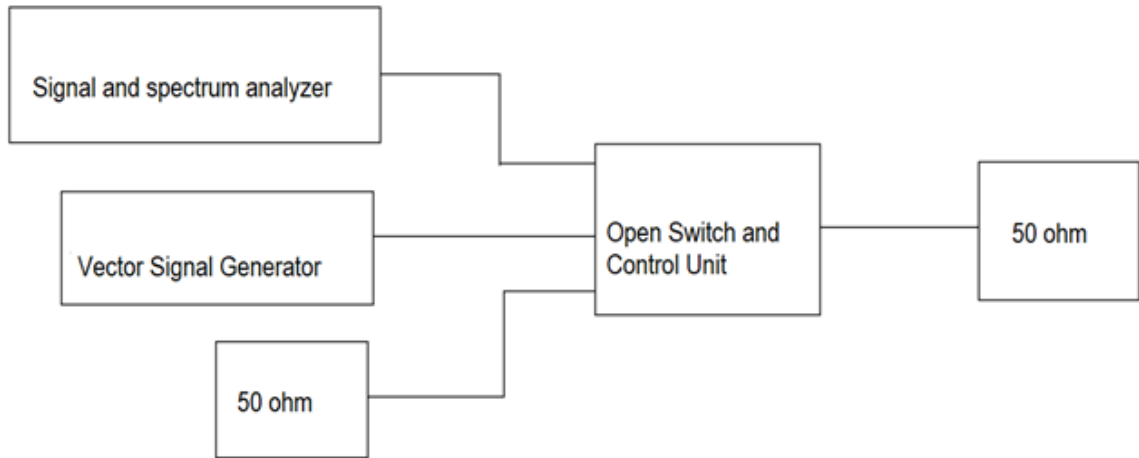 Signal and spectrum analyzer
Vector Signal Generator
50 ohm
Open Switch and
Control Unit
50 ohm